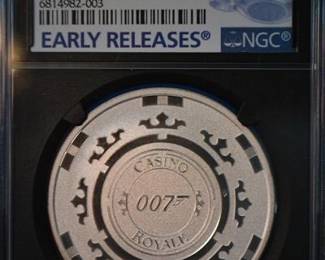 6814982-003
EARLY RELEASES®
NGC®
CASINO
007
ROYALE